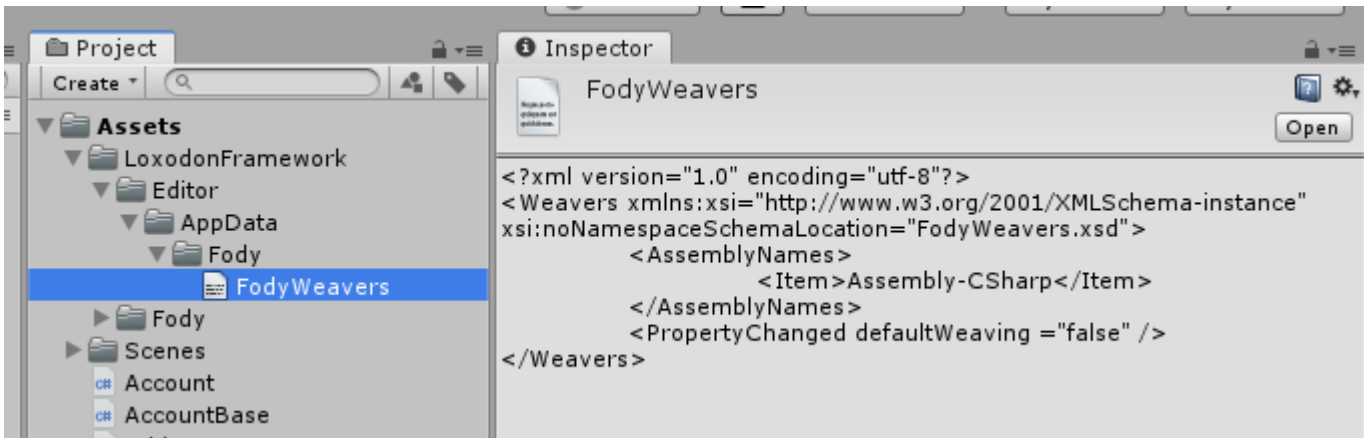 Project
Create
Assets
LoxodonFramework
Editor
AppData
Fody
FodyWeavers
Fody
Scenes
Account
AccountBase
Inspector
FodyWeavers
Open
<?xml version="1.0" encoding="utf-8"?>
<Weavers xmlns:xsi="http://www.w3.org/2001/XMLSchema-instance"
xsi:noNamespaceSchemaLocation="FodyWeavers.xsd">
<AssemblyNames>
<Item>Assembly-CSharp</Item>
</AssemblyNames>
<PropertyChanged defaultWeaving ="false" />
</Weavers>